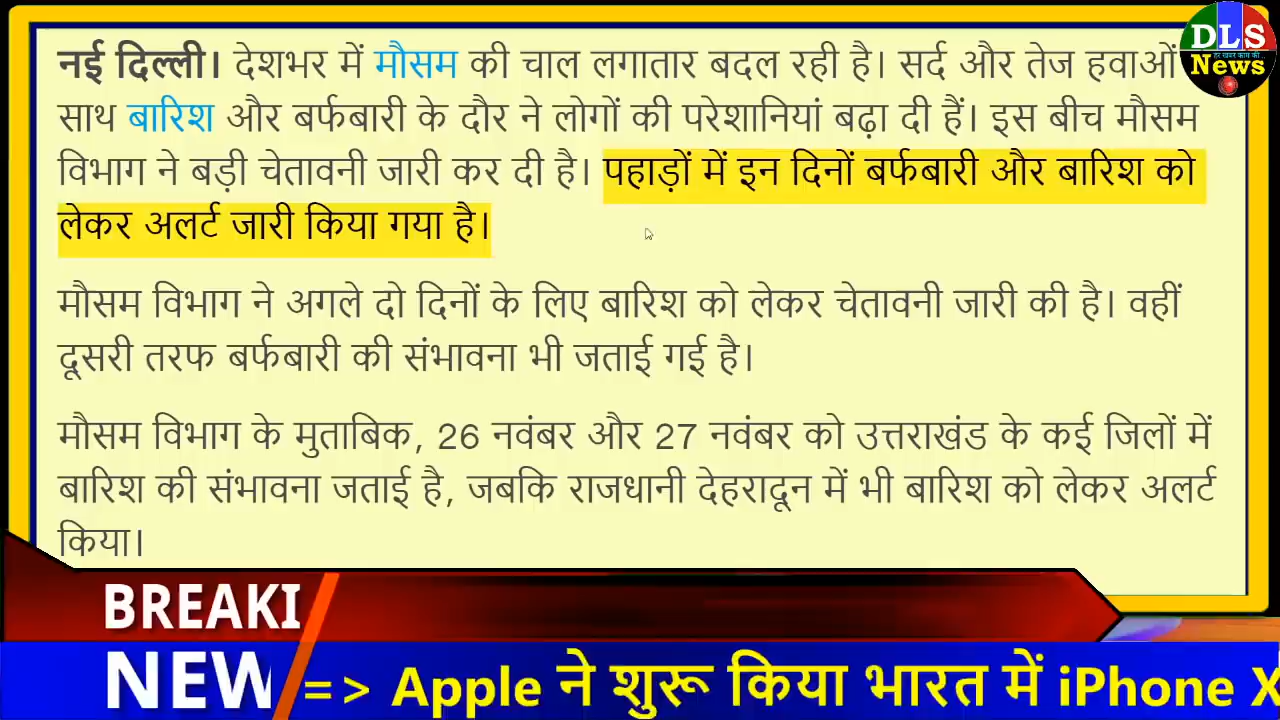 नई दिल्ली। देशभर में मौसम की चाल लगातार बदल रही है। सर्द और तेज हवाओं
साथ बारिश और बर्फबारी के दौर ने लोगों की परेशानियां बढ़ा दी हैं। इस बीच मौसम
विभाग ने बड़ी चेतावनी जारी कर दी है। पहाड़ों में इन दिनों बर्फबारी और बारिश को
लेकर अलर्ट जारी किया गया है।
मौसम विभाग ने अगले दो दिनों के लिए बारिश को लेकर चेतावनी जारी की है। वहीं
दूसरी तरफ बर्फबारी की संभावना भी जताई गई है।
मौसम विभाग के मुताबिक, 26 नवंबर और 27 नवंबर को उत्तराखंड के कई जिलों में
बारिश की संभावना जताई है, जबकि राजधानी देहरादून में भी बारिश को लेकर अलर्ट
किया।
DLS
News
BREAKI
NEW
=> Apple ने शुरू किया भारत में iPhone X